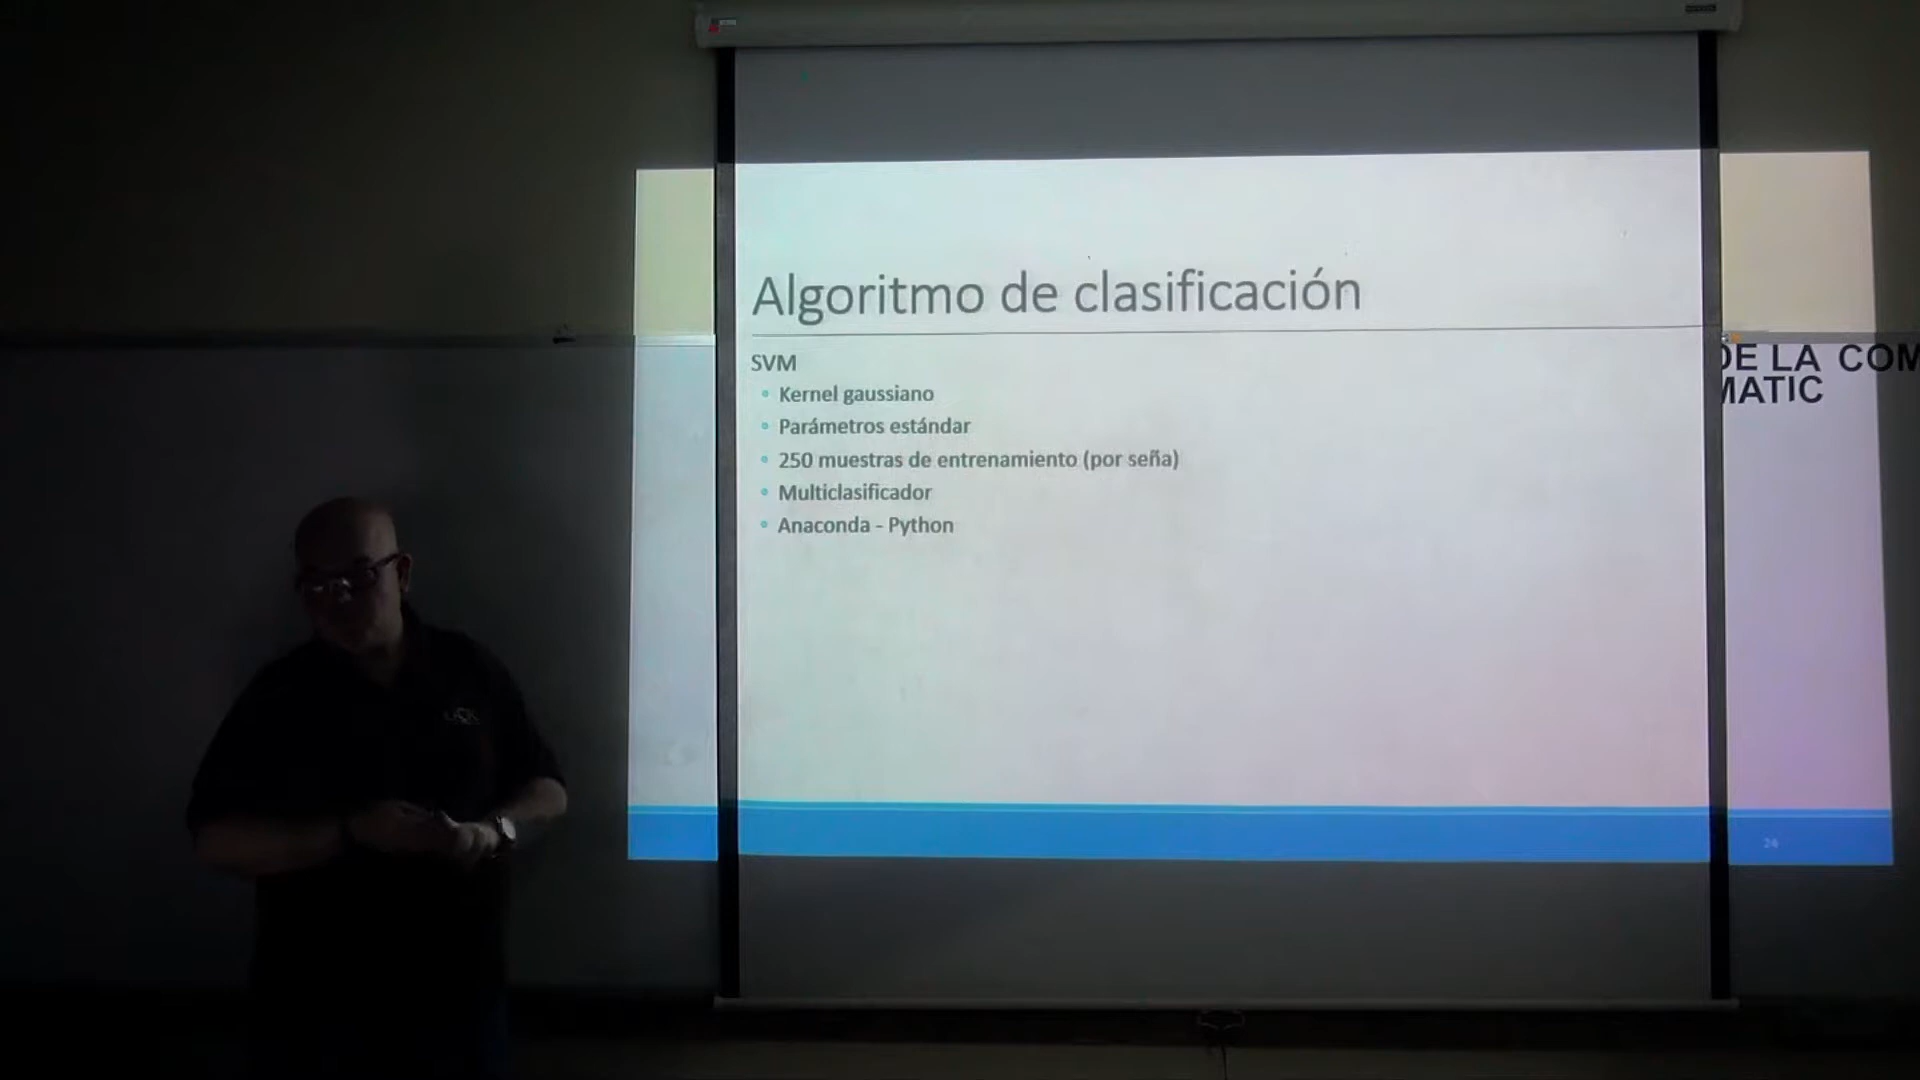 Algoritmo de clasificación
SVM
Kernel gaussiano
Parámetros estándar
250 muestras de entrenamiento (por seña)
Multiclasificador
Anaconda - Python
DE LA COM
MATIC